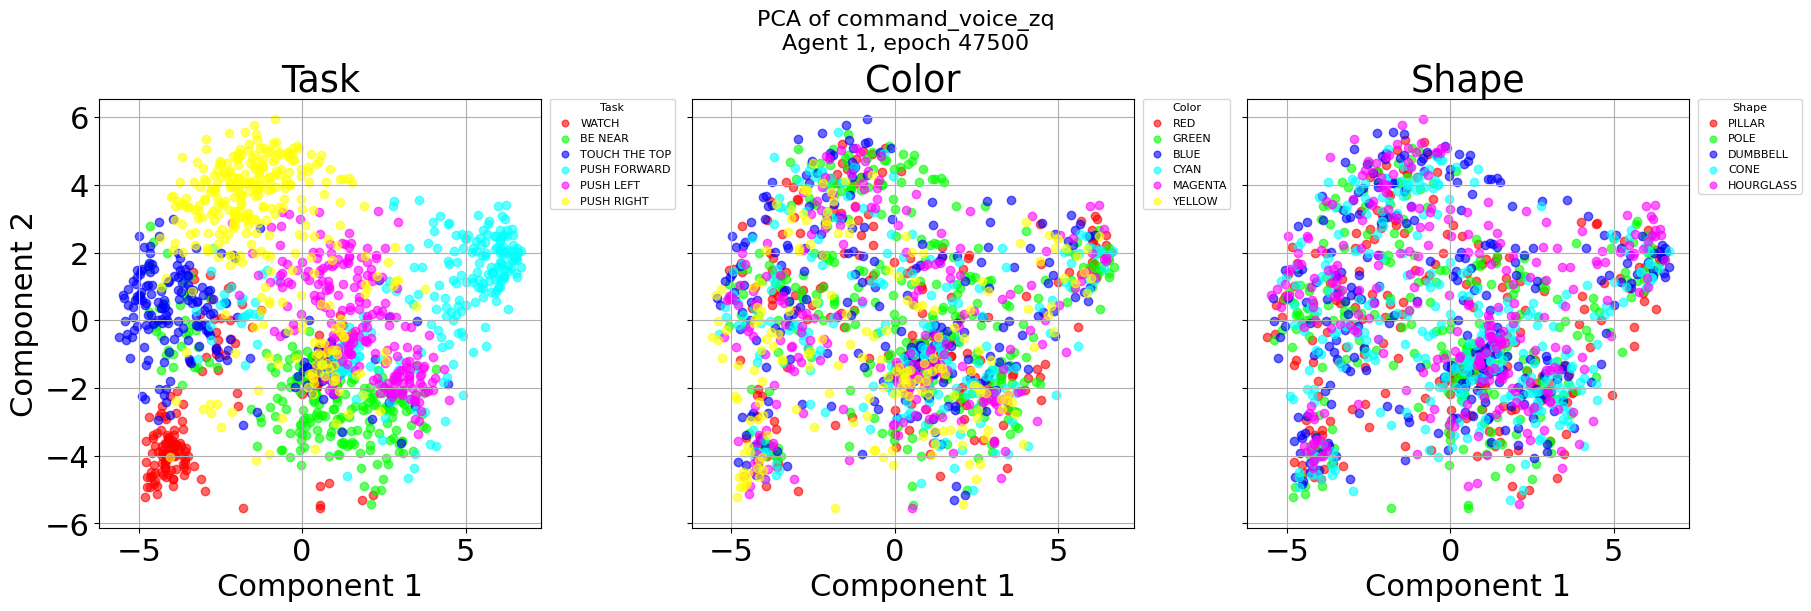 PCA of command_voice_zq
Agent 1, epoch 47500
Task
Color
Shape
Component 2
6
4
2
0
−2
−4
−6
−5 0 5
Component 1
Task
WATCH
BE NEAR
TOUCH THE TOP
PUSH FORWARD
PUSH LEFT
PUSH RIGHT
−5 0 5
Component 1
Color
RED
GREEN
BLUE
CYAN
MAGENTA
YELLOW
−5 0 5
Component 1
Shape
PILLAR
POLE
DUMBBELL
CONE
HOURGLASS